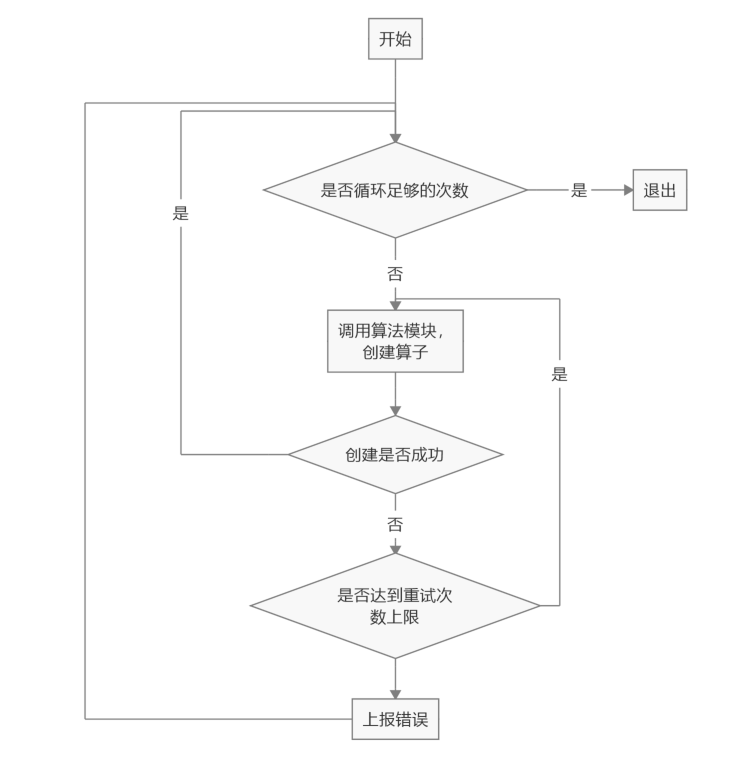 开始
是否循环足够的次数
是
退出
是
否
调用算法模块，
创建算子
是
创建是否成功
否
是否达到重试次
数上限
上报错误